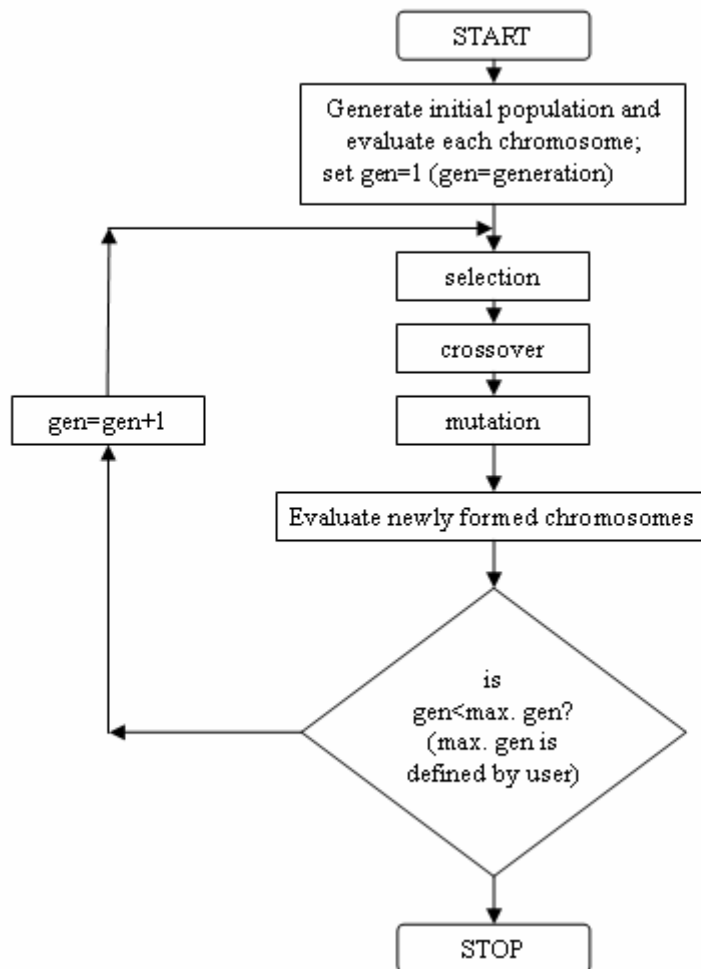 START
Generate initial population and
evaluate each chromosome;
set gen=1 (gen=generation)
selection
crossover
gen=gen+1
mutation
Evaluate newly formed chromosomes
is
gen<max. gen?
(max. gen is
defined by user)
STOP